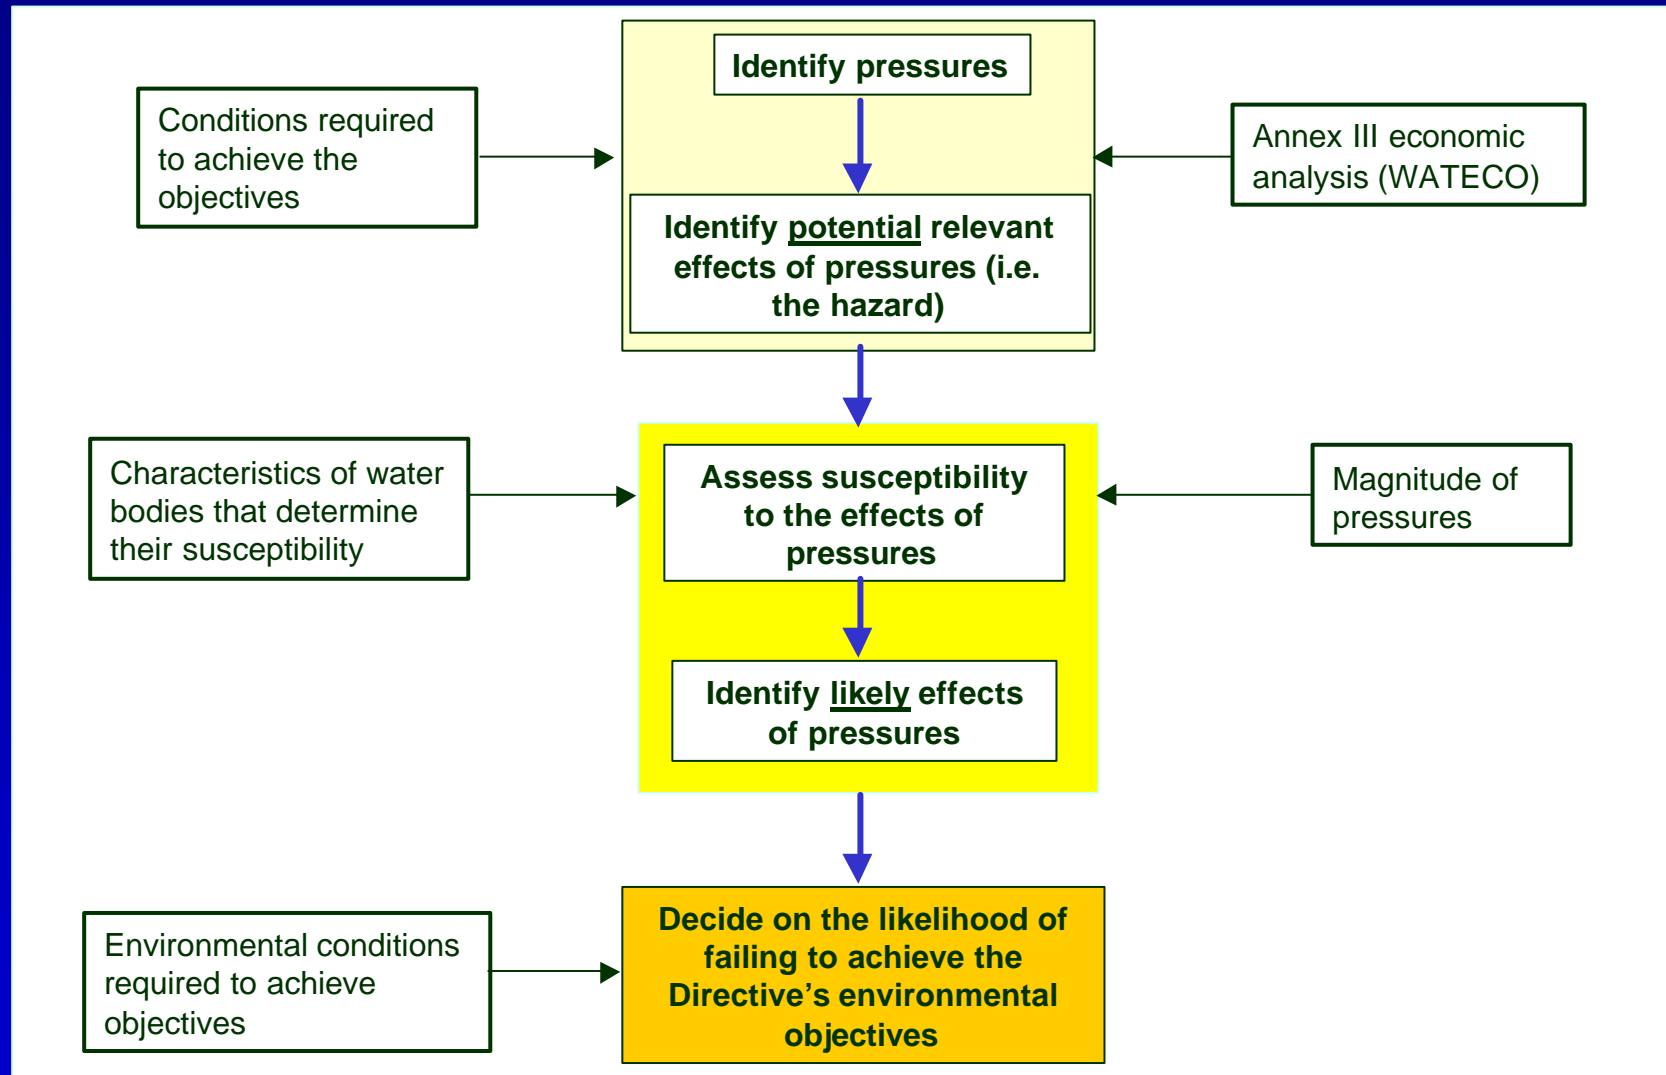 Identify pressures
Conditions required
to achieve the
objectives
Annex III economic
analysis (WATECO)
Identify potential relevant
effects of pressures (i.e.
the hazard)
Characteristics of water
bodies that determine
their susceptibility
Assess susceptibility
to the effects of
pressures
Magnitude of
pressures
Identify likely effects
of pressures
Environmental conditions
required to achieve
objectives
Decide on the likelihood of
failing to achieve the
Directive’s environmental
objectives